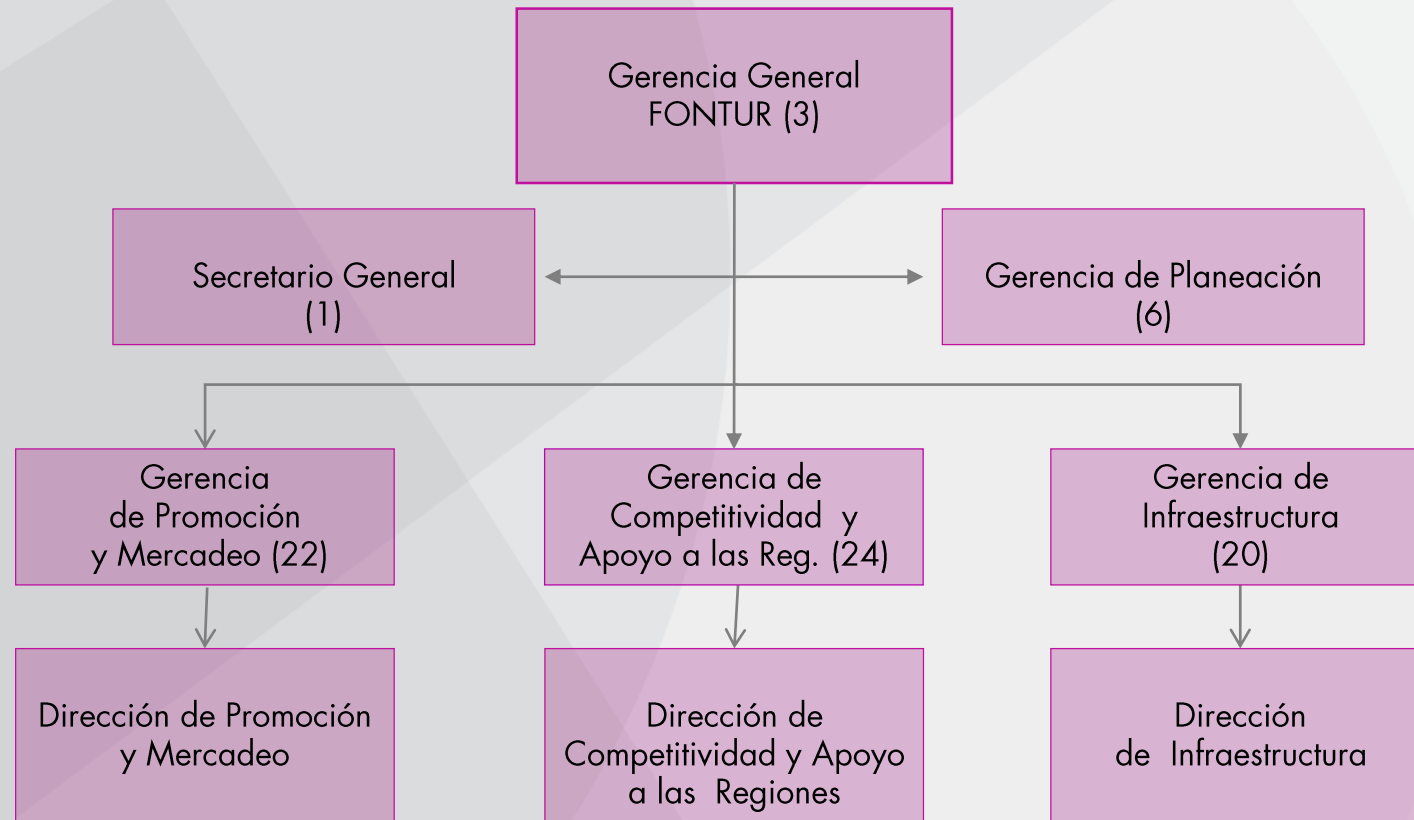 Gerencia General
FONTUR (3)
Secretario General
(1)
Gerencia de Planeación
(6)
Gerencia
de Promoción
y Mercadeo (22)
Gerencia de
Competitividad y
Apoyo a las Reg. (24)
Gerencia de
Infraestructura
(20)
Dirección de Promoción
y Mercadeo
Dirección de
Competitividad y Apoyo
a las Regiones
Dirección
de Infraestructura